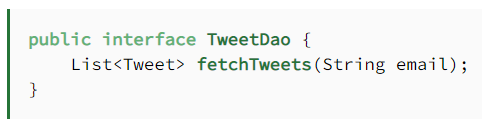 public interface TweetDao {
    List<Tweet> fetchTweets(String email);
}